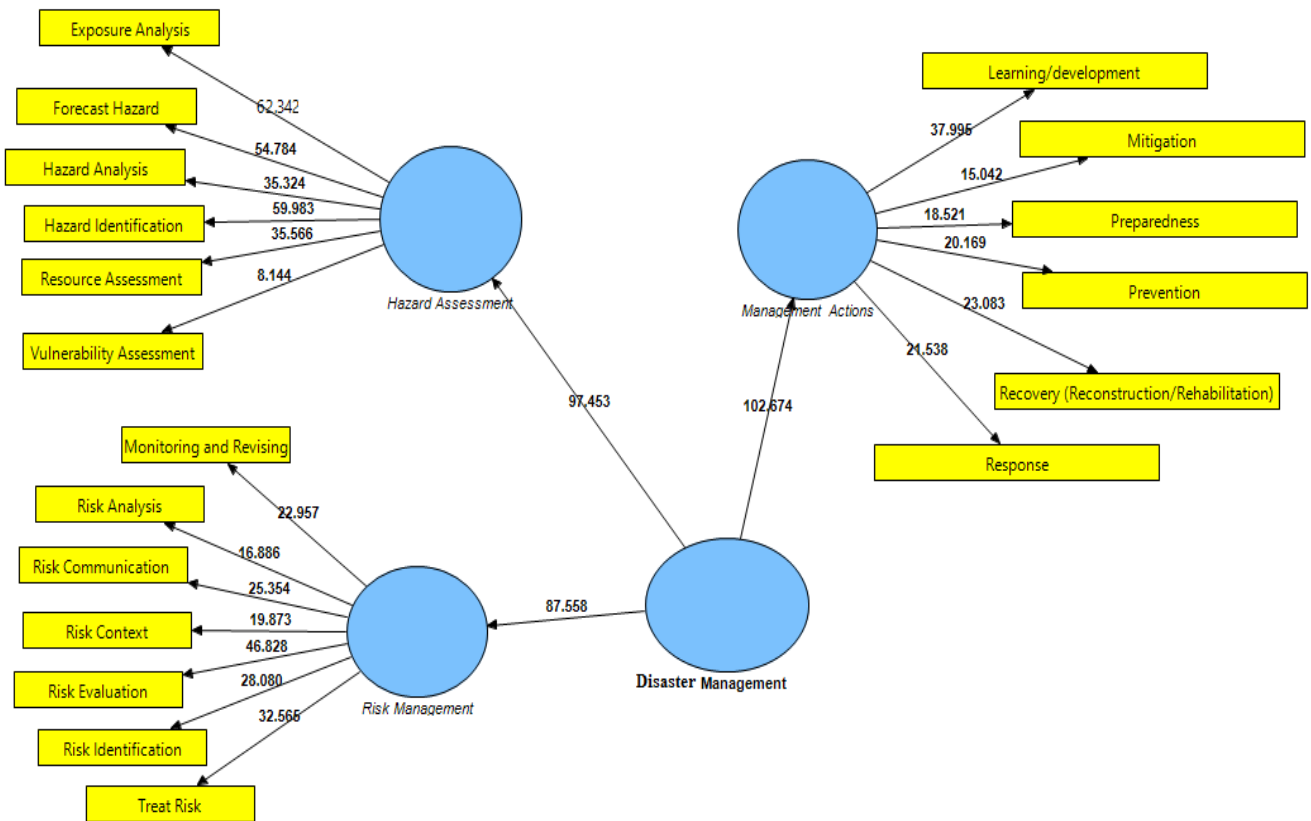 Exposure Analysis
62.342
Forecast Hazard
54.784
Hazard Analysis
35.324
Hazard Identification
59.983
Resource Assessment
35.566
Vulnerability Assessment
8.144
Hazard Assessment
Learning/development
37.995
Mitigation
15.042
Preparedness
18.521
Prevention
20.169
Recovery (Reconstruction/Rehabilitation)
23.083
Response
21.538
Management Actions
97.453
102.674
87.558
Disaster Management
Monitoring and Revising
22.957
Risk Analysis
16.886
Risk Communication
25.354
Risk Context
19.873
Risk Evaluation
46.828
Risk Identification
28.080
Treat Risk
32.565
Risk Management